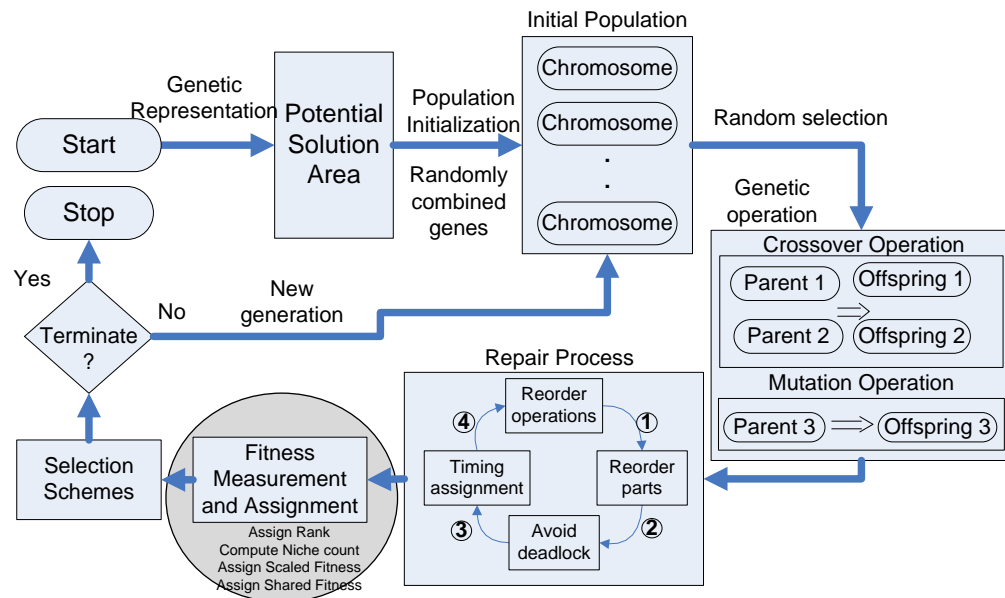 Initial Population
Chromosome
Chromosome
.
.
Chromosome
Genetic
Representation
Start
Potential
Solution
Area
Population
Initialization
Randomly
combined
genes
Random selection
Genetic
operation
Crossover Operation
Parent 1
Offspring 1
Parent 2
Offspring 2
Mutation Operation
Parent 3
Offspring 3
Stop
Yes
Terminate
?
No
New
generation
Repair Process
Reorder
operations
1
Reorder
parts
2
Avoid
deadlock
3
Timing
assignment
4
Fitness
Measurement
and Assignment
Assign Rank
Compute Niche count
Assign Scaled Fitness
Assign Shared Fitness
Selection
Schemes